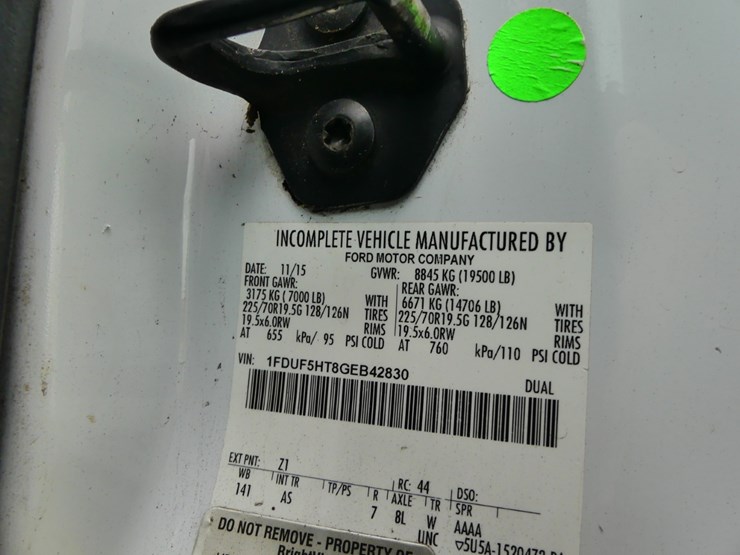 INCOMPLETE VEHICLE MANUFACTURED BY
FORD MOTOR COMPANY
DATE: 11/15 GVWR: 8845 KG (19500 LB)
FRONT GAWR: REAR GAWR:
3175 KG (7000 LB) WITH 6671 KG (14706 LB) WITH
225/70R19.5G 128/126N TIRES 225/70R19.5G 128/126N TIRES
19.5x6.0RW RIMS 19.5x6.0RW RIMS
AT 655 kPa/ 95 PSI COLD AT 760 kPa/110 PSI COLD
VIN: 1FDUF5HT8GEB42830 DUAL
EXT PNT: Z1 RC: 44 DSO:
WB INT TR TP/PS R AXLE TR SPR
141 AS 7 8L W AAAA
UNC ▽5U5A-1520472-
DO NOT REMOVE - PROPERTY OF